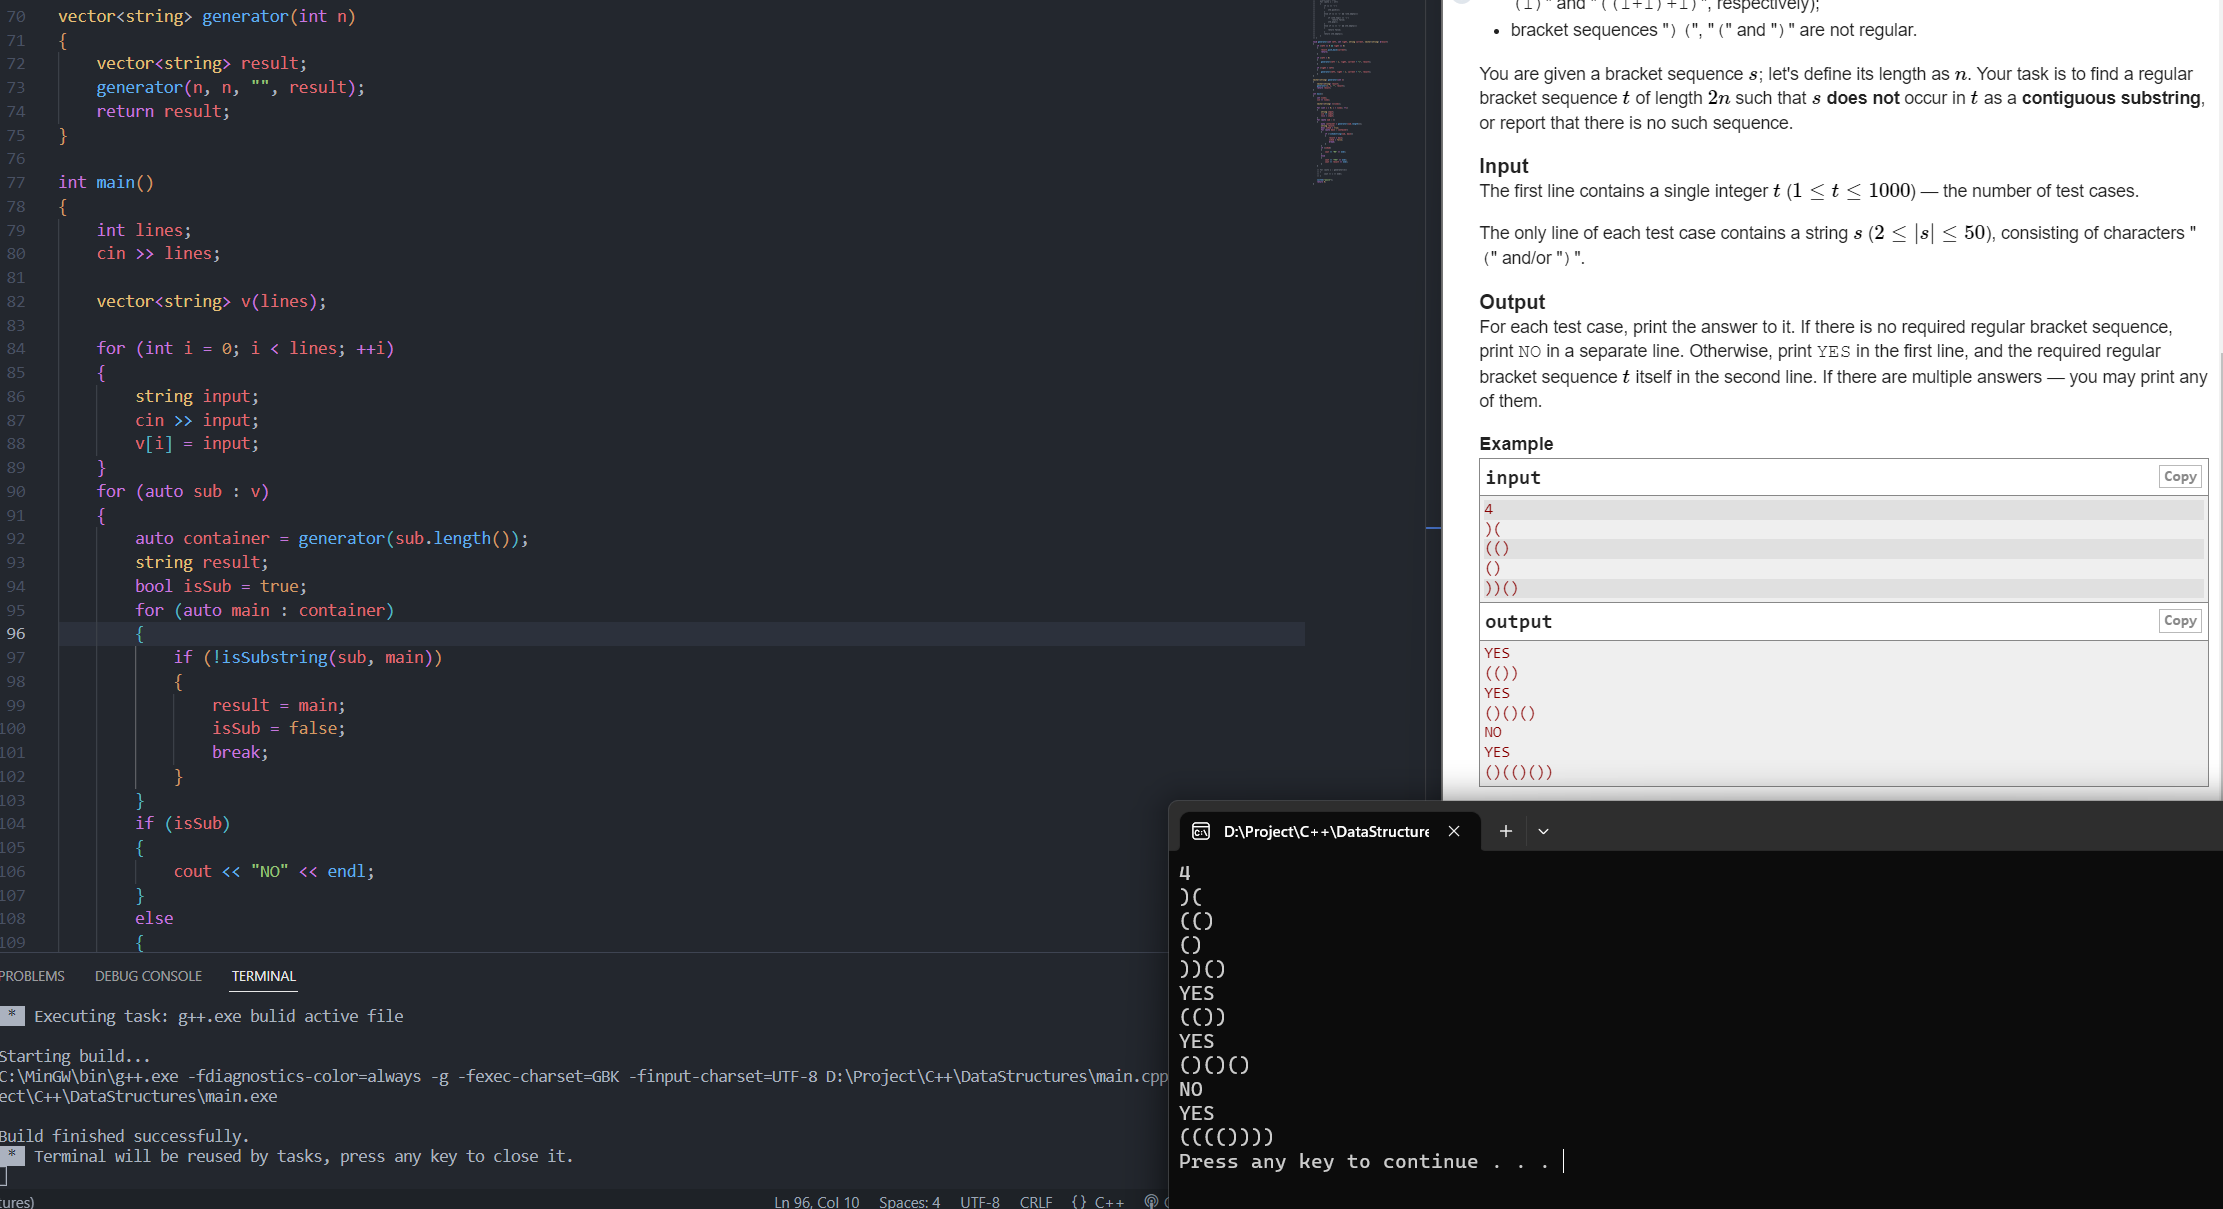 70 vector<string> generator(int n)
71 {
72 vector<string> result;
73 generator(n, n, "", result);
74 return result;
75 }
76
77 int main()
78 {
79 int lines;
80 cin >> lines;
81
82 vector<string> v(lines);
83
84 for (int i = 0; i < lines; ++i)
85 {
86 string input;
87 cin >> input;
88 v[i] = input;
89 }
90 for (auto sub : v)
91 {
92 auto container = generator(sub.length());
93 string result;
94 bool isSub = true;
95 for (auto main : container)
96 {
97 if (!isSubstring(sub, main))
98 {
99 result = main;
100 isSub = false;
101 break;
102 }
103 }
104 if (isSub)
105 {
106 cout << "NO" << endl;
107 }
108 else
109 {
PROBLEMS DEBUG CONSOLE TERMINAL
* Executing task: g++.exe bulid active file
Starting build...
C:\MinGW\bin\g++.exe -fdiagnostics-color=always -g -fexec-charset=GBK -finput-charset=UTF-8 D:\Project\C++\DataStructures\main.cpp
ect\C++\DataStructures\main.exe
Build finished successfully.
* Terminal will be reused by tasks, press any key to close it.
tures) Ln 96, Col 10 Spaces: 4 UTF-8 CRLF {} C++
(1)" and "((1+1)+1)", respectively);
• bracket sequences ")(", "(" and ")" are not regular.
You are given a bracket sequence s; let's define its length as n. Your task is to find a regular
bracket sequence t of length 2n such that s does not occur in t as a contiguous substring,
or report that there is no such sequence.
Input
The first line contains a single integer t (1 ≤ t ≤ 1000) — the number of test cases.
The only line of each test case contains a string s (2 ≤ |s| ≤ 50), consisting of characters "
(" and/or ")".
Output
For each test case, print the answer to it. If there is no required regular bracket sequence,
print NO in a separate line. Otherwise, print YES in the first line, and the required regular
bracket sequence t itself in the second line. If there are multiple answers — you may print any
of them.
Example
input Copy
4
)(
(()
()
))()
output Copy
YES
(())
YES
()()()
NO
YES
()(()())
D:\Project\C++\DataStructure
4
)(
(()
()
))()
YES
(())
YES
()()()
NO
YES
(((())))
Press any key to continue . . .